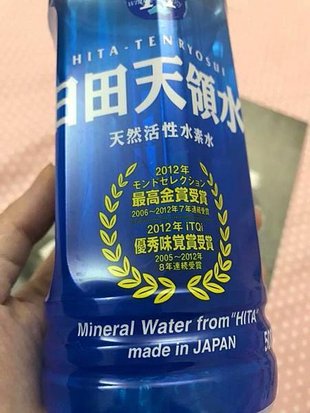 HITA-TENRYOSUI
日田天領水
天然活性水素水
2012年
モンドセレクション
最高金賞受賞
2006～2012年7年連続受賞
2012年 iTQi
優秀味覚賞受賞
2005～2012年
8年連続受賞
Mineral Water from "HITA"
made in JAPAN